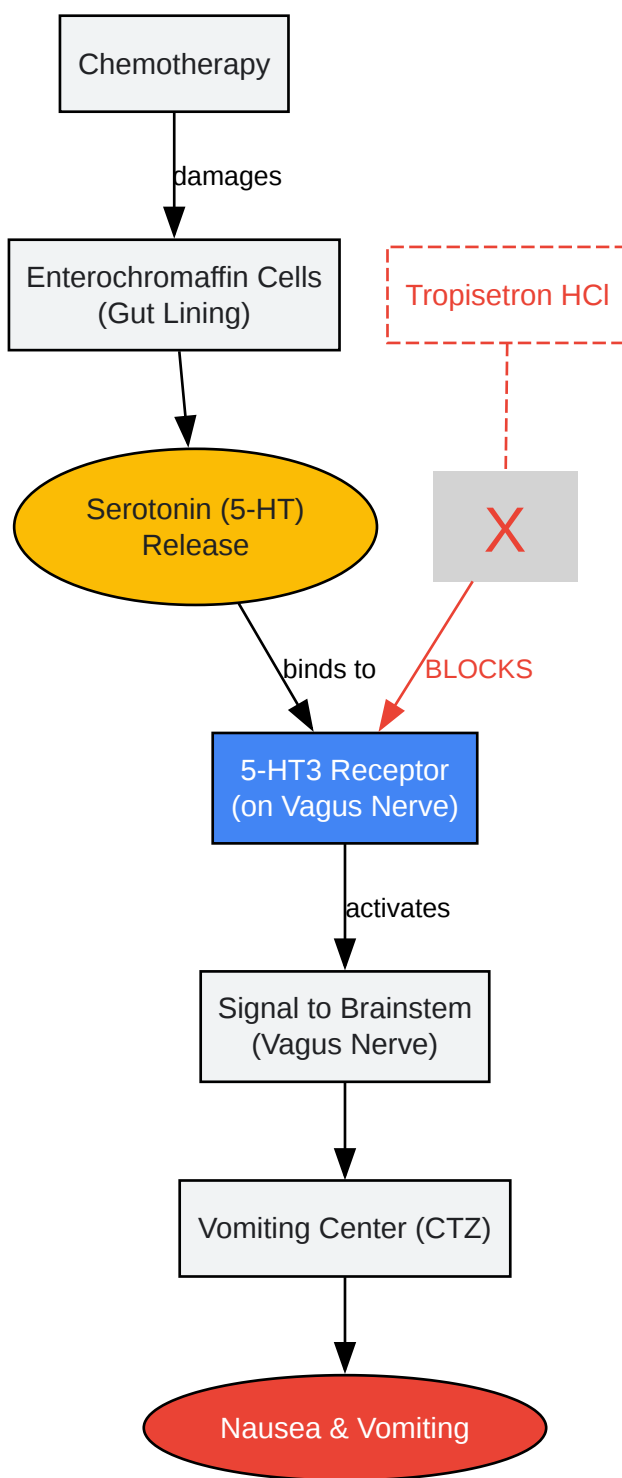 Chemotherapy
damages
Enterochromaffin Cells
(Gut Lining)
Tropisetron HCl
Serotonin (5-HT)
Release
X
binds to
BLOCKS
5-HT3 Receptor
(on Vagus Nerve)
activates
Signal to Brainstem
(Vagus Nerve)
Vomiting Center (CTZ)
Nausea & Vomiting